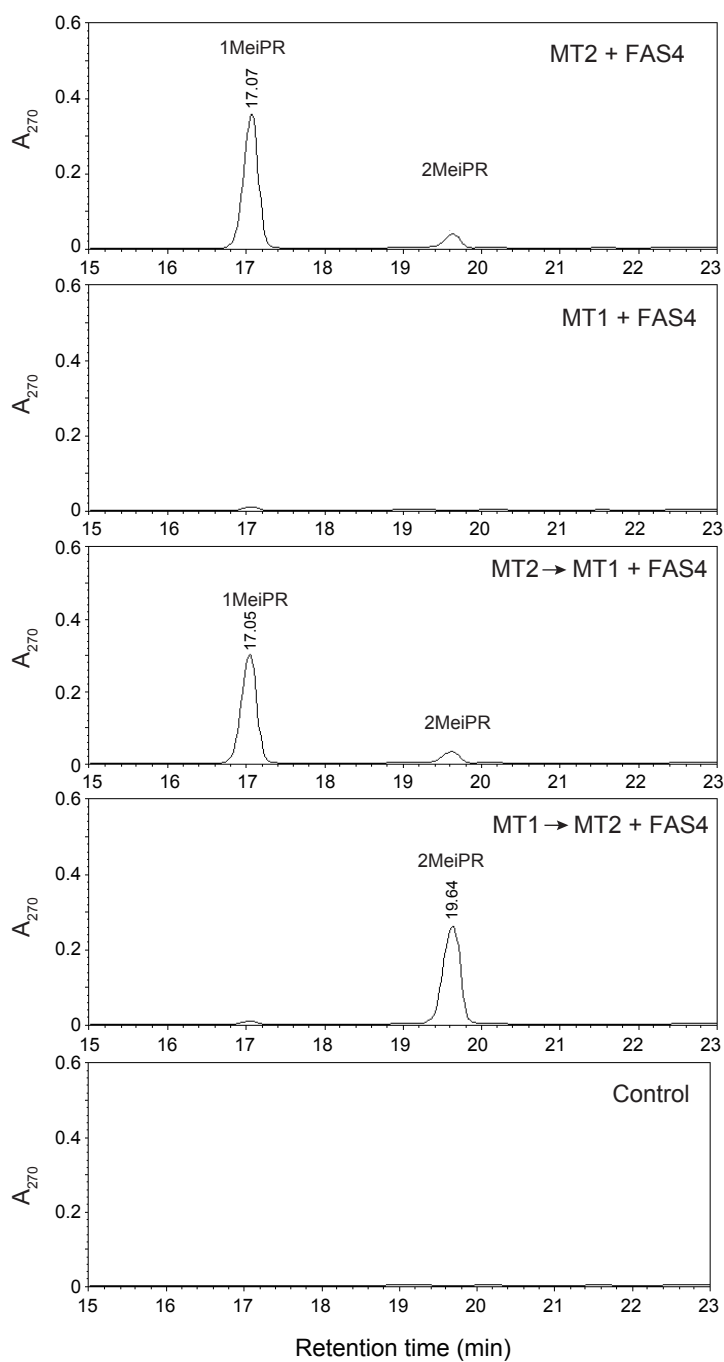 0.6
MT2 + FAS4
1MeiPR
17.07
0.4
A270
0.2
2MeiPR
0
15 16 17 18 19 20 21 22 23
0.6
MT1 + FAS4
0.4
A270
0.2
0
15 16 17 18 19 20 21 22 23
0.6
MT2 → MT1 + FAS4
1MeiPR
17.05
0.4
A270
0.2
2MeiPR
0
15 16 17 18 19 20 21 22 23
0.6
MT1 → MT2 + FAS4
2MeiPR
19.64
0.4
A270
0.2
0
15 16 17 18 19 20 21 22 23
0.6
Control
0.4
A270
0.2
0
15 16 17 18 19 20 21 22 23
Retention time (min)